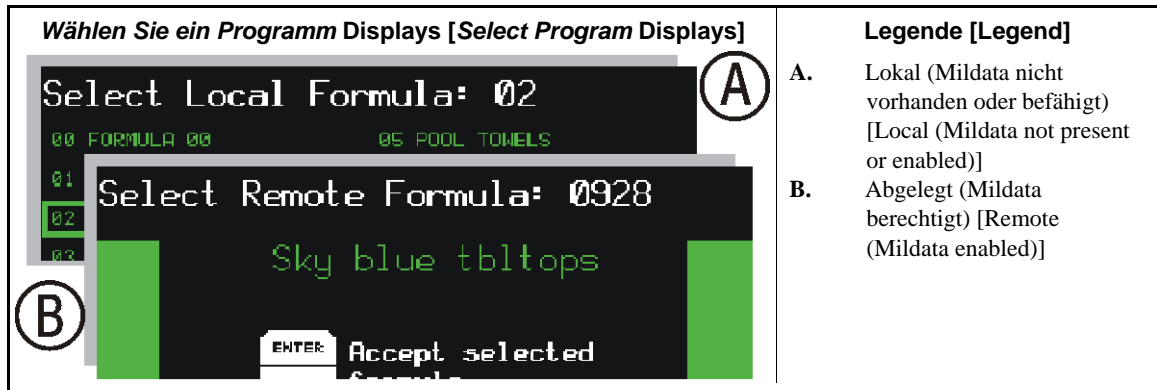 Wählen Sie ein Programm Displays [Select Program Displays]
Select Local Formula: 02
00 FORMULA 00 05 POOL TOWELS
01
02
03
A
Select Remote Formula: 0928
Sky blue tbltops
ENTER Accept selected
B
Legende [Legend]
A. Lokal (Mildata nicht
vorhanden oder befähigt)
[Local (Mildata not present
or enabled)]
B. Abgelegt (Mildata
berechtigt) [Remote
(Mildata enabled)]